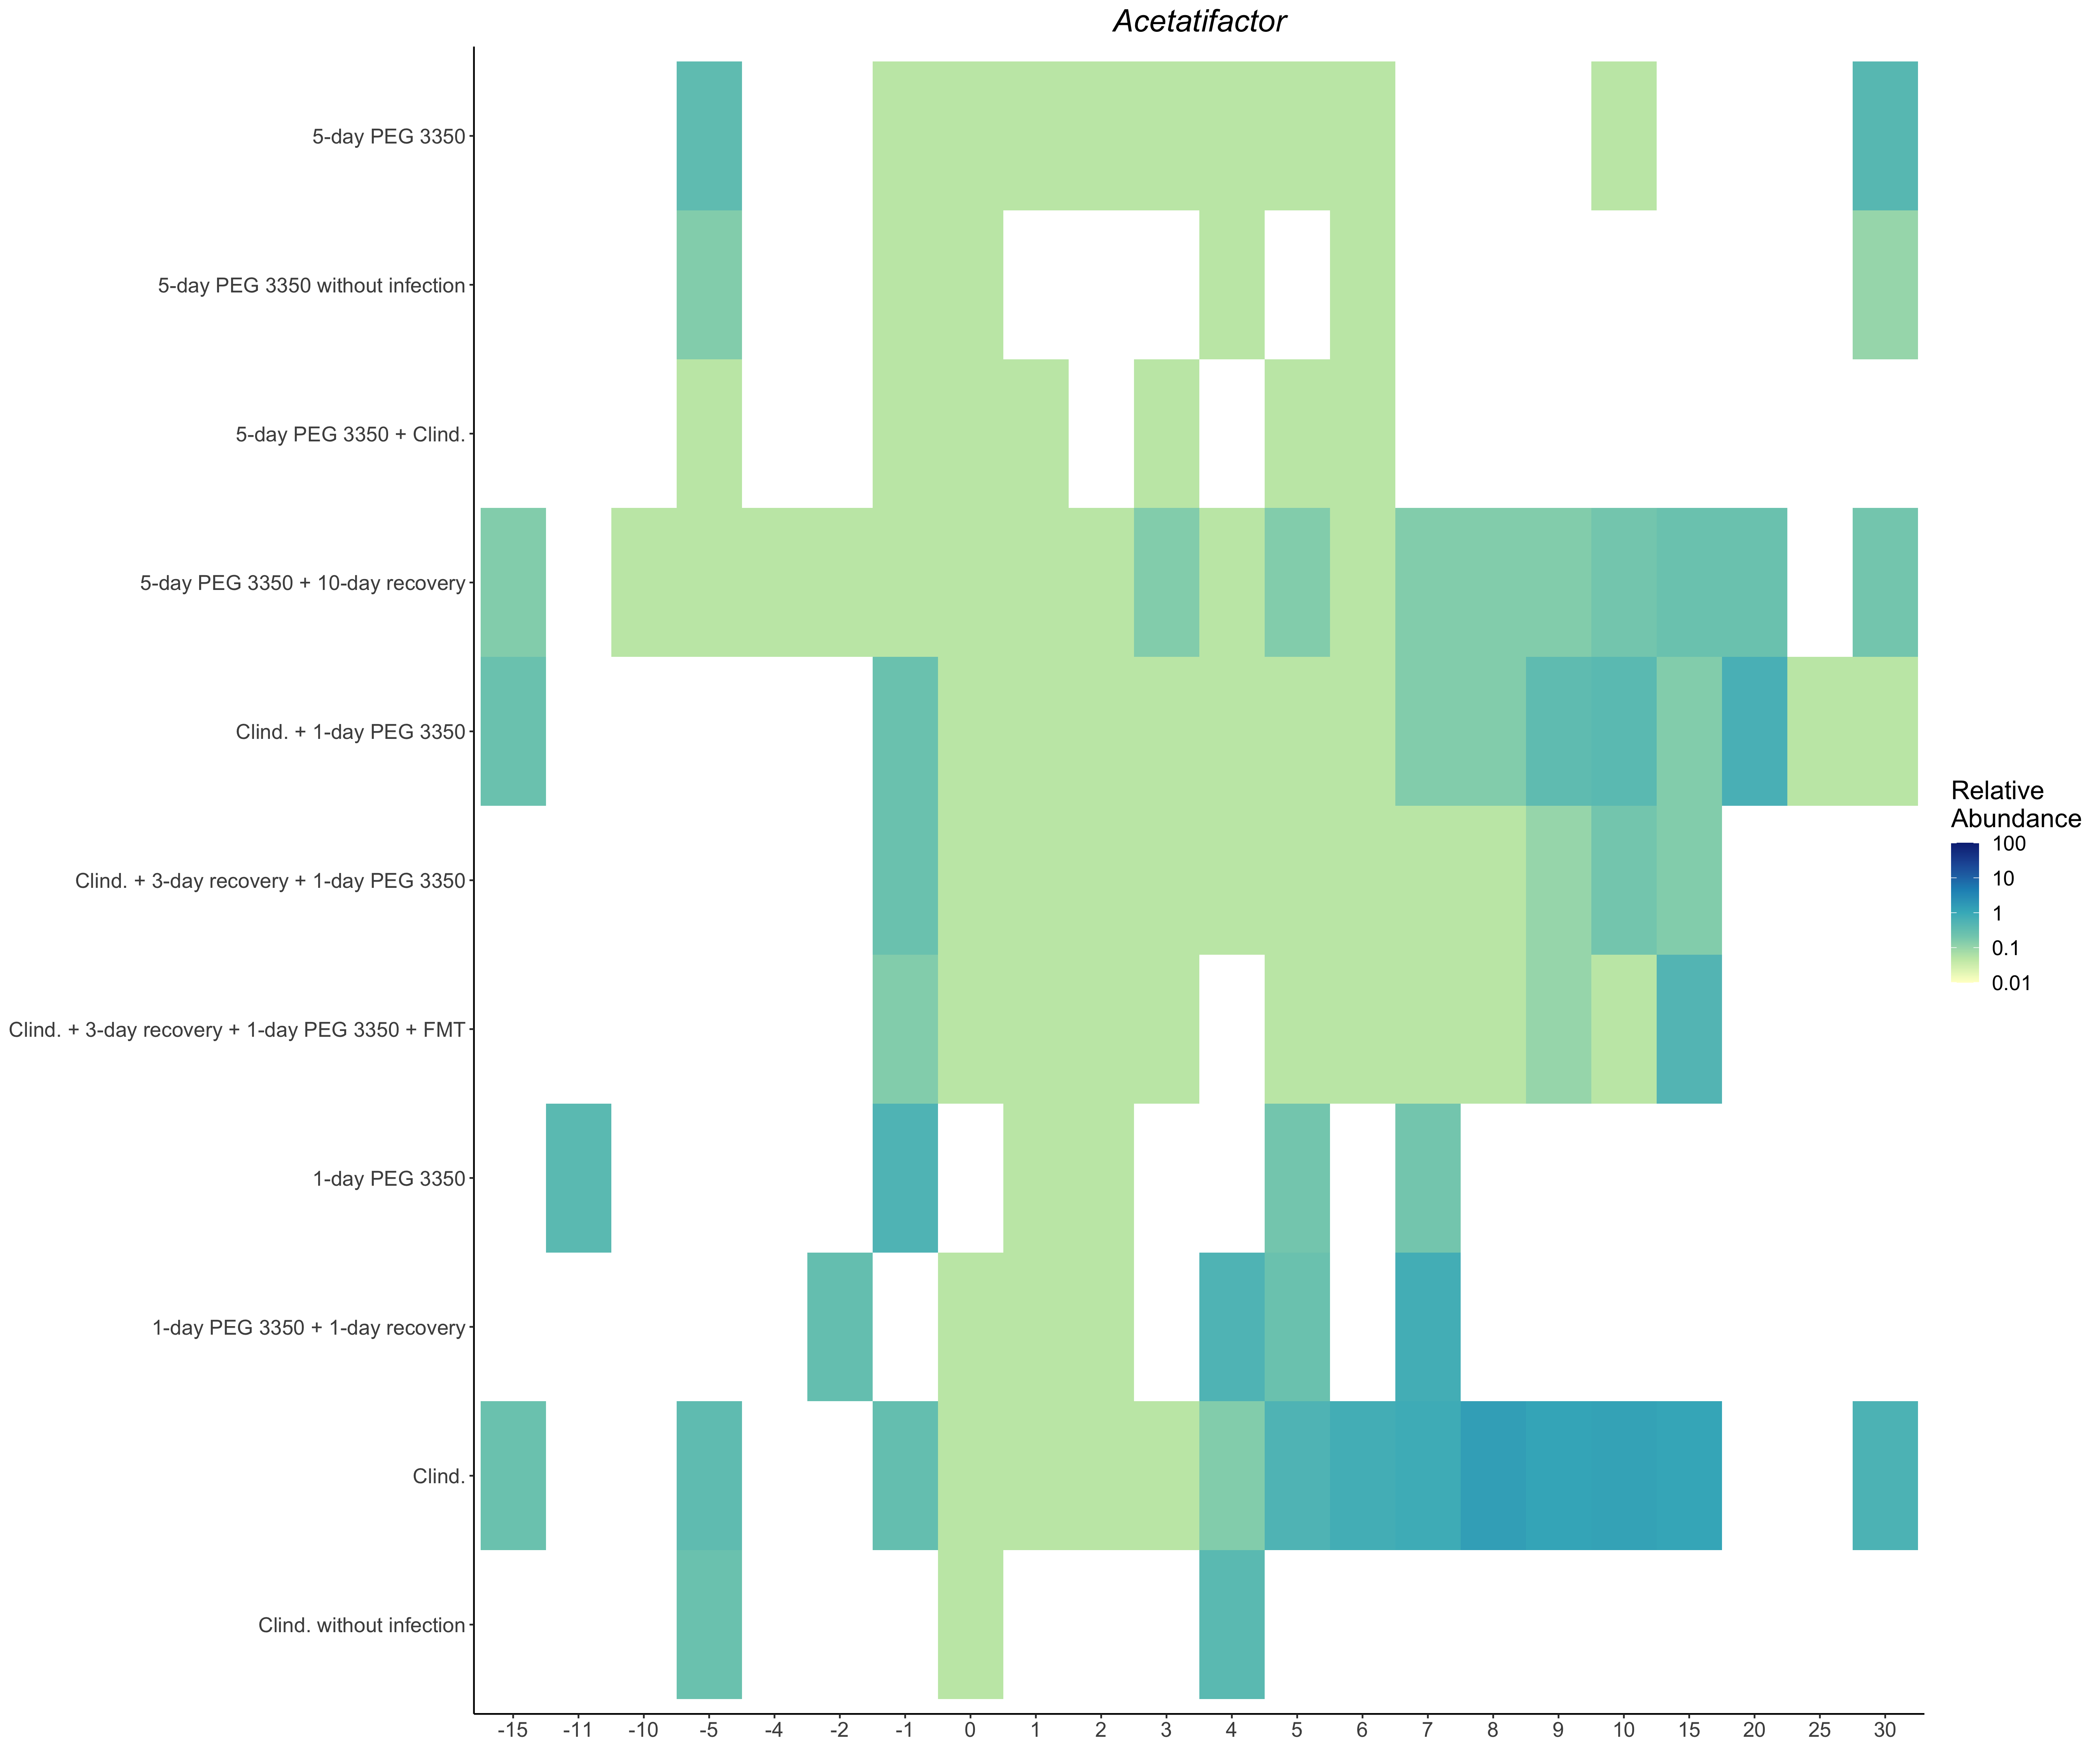 Acetatifactor
5-day PEG 3350
5-day PEG 3350 without infection
5-day PEG 3350 + Clind.
5-day PEG 3350 + 10-day recovery
Clind. + 1-day PEG 3350
Clind. + 3-day recovery + 1-day PEG 3350
Clind. + 3-day recovery + 1-day PEG 3350 + FMT
1-day PEG 3350
1-day PEG 3350 + 1-day recovery
Clind.
Clind. without infection
-15 -11 -10 -5 -4 -2 -1 0 1 2 3 4 5 6 7 8 9 10 15 20 25 30
Relative
Abundance
100
10
1
0.1
0.01